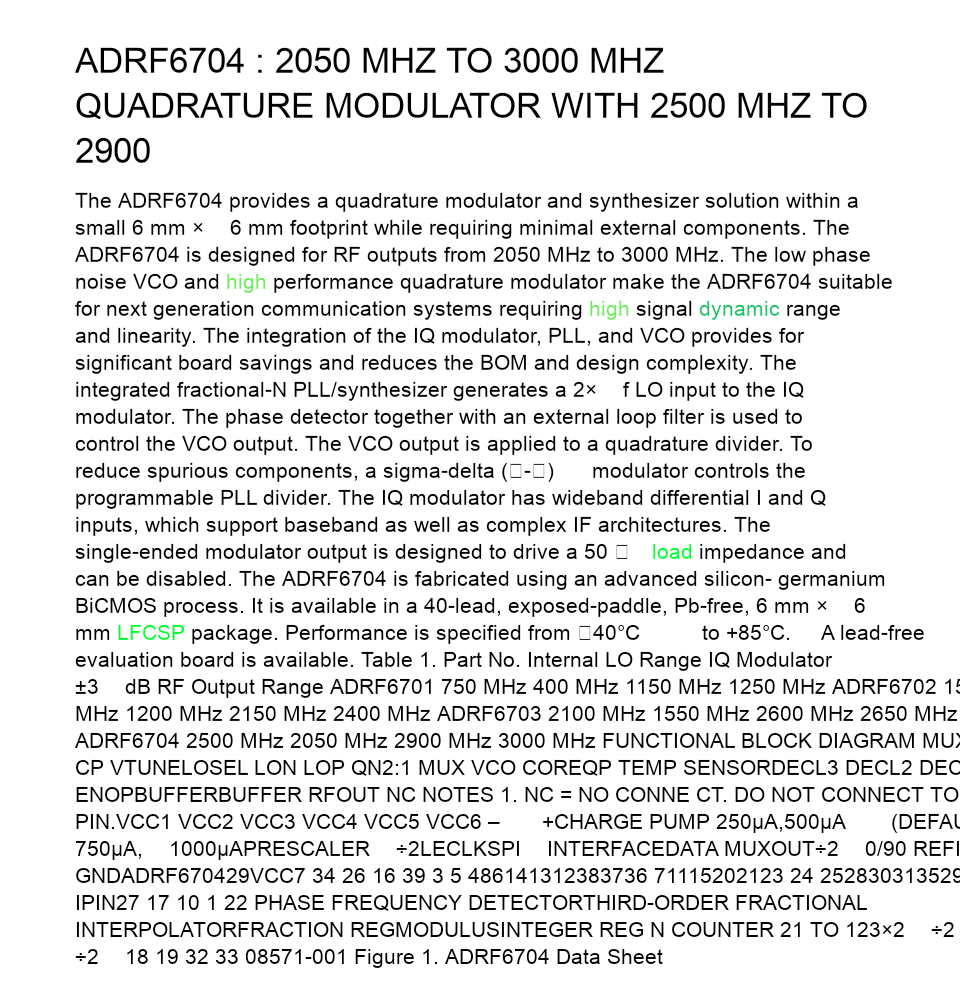 ADRF6704 : 2050 MHZ TO 3000 MHZ
QUADRATURE MODULATOR WITH 2500 MHZ TO
2900
The ADRF6704 provides a quadrature modulator and synthesizer solution within a
small 6 mm × 6 mm footprint while requiring minimal external components. The
ADRF6704 is designed for RF outputs from 2050 MHz to 3000 MHz. The low phase
noise VCO and high performance quadrature modulator make the ADRF6704 suitable
for next generation communication systems requiring high signal dynamic range
and linearity. The integration of the IQ modulator, PLL, and VCO provides for
significant board savings and reduces the BOM and design complexity. The
integrated fractional-N PLL/synthesizer generates a 2× f LO input to the IQ
modulator. The phase detector together with an external loop filter is used to
control the VCO output. The VCO output is applied to a quadrature divider. To
reduce spurious components, a sigma-delta (□-□) modulator controls the
programmable PLL divider. The IQ modulator has wideband differential I and Q
inputs, which support baseband as well as complex IF architectures. The
single-ended modulator output is designed to drive a 50 □ load impedance and
can be disabled. The ADRF6704 is fabricated using an advanced silicon- germanium
BiCMOS process. It is available in a 40-lead, exposed-paddle, Pb-free, 6 mm × 6
mm LFCSP package. Performance is specified from □40°C to +85°C. A lead-free
evaluation board is available. Table 1. Part No. Internal LO Range IQ Modulator
±3 dB RF Output Range ADRF6701 750 MHz 400 MHz 1150 MHz 1250 MHz ADRF6702 15
MHz 1200 MHz 2150 MHz 2400 MHz ADRF6703 2100 MHz 1550 MHz 2600 MHz 2650 MHz
ADRF6704 2500 MHz 2050 MHz 2900 MHz 3000 MHz FUNCTIONAL BLOCK DIAGRAM MUX
CP VTUNELOSEL LON LOP QN2:1 MUX VCO COREQP TEMP SENSORDECL3 DECL2 DEC
ENOPBUFFERBUFFER RFOUT NC NOTES 1. NC = NO CONNE CT. DO NOT CONNECT TO
PIN.VCC1 VCC2 VCC3 VCC4 VCC5 VCC6 – +CHARGE PUMP 250µA,500µA (DEFAU
750µA, 1000µAPRESCALER ÷2LECLKSPI INTERFACEDATA MUXOUT÷2 0/90 REFI
GNDADRF670429VCC7 34 26 16 39 3 5 486141312383736 71115202123 24 252830313529
IPIN27 17 10 1 22 PHASE FREQUENCY DETECTORTHIRD-ORDER FRACTIONAL
INTERPOLATORFRACTION REGMODULUSINTEGER REG N COUNTER 21 TO 123×2 ÷2
÷2 18 19 32 33 08571-001 Figure 1. ADRF6704 Data Sheet